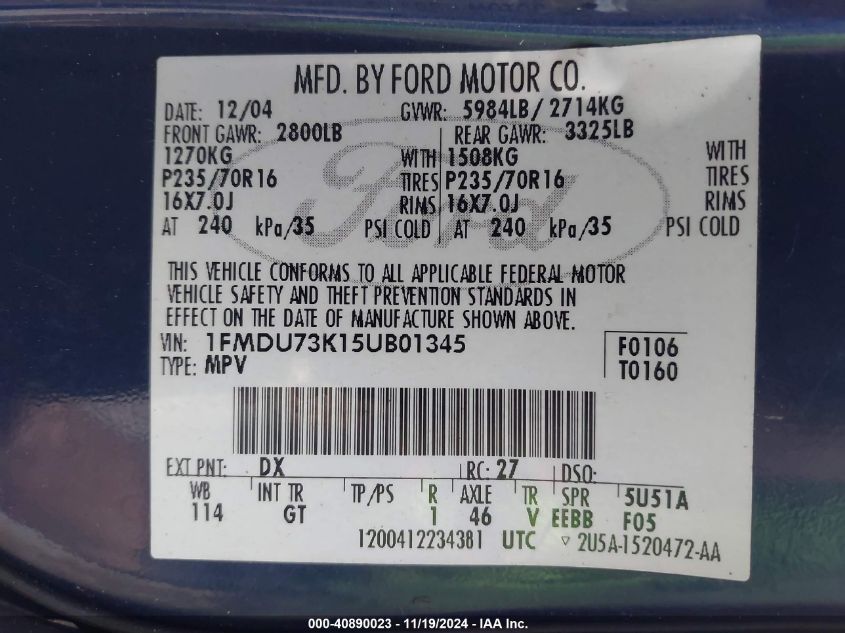 MFD. BY FORD MOTOR CO.
DATE: 12/04 GVWR: 5984LB/ 2714KG
FRONT GAWR: 2800LB REAR GAWR: 3325LB
1270KG WITH 1508KG WITH
P235/70R16 TIRES P235/70R16 TIRES
16X7.0J RIMS 16X7.0J RIMS
AT 240 kPa/35 PSI COLD AT 240 kPa/35 PSI COLD
Ford
THIS VEHICLE CONFORMS TO ALL APPLICABLE FEDERAL MOTOR
VEHICLE SAFETY AND THEFT PREVENTION STANDARDS IN
EFFECT ON THE DATE OF MANUFACTURE SHOWN ABOVE.
VIN: 1FMDU73K15UB01345 F0106
TYPE: MPV T0160
EXT PNT: DX RC: 27 DSO:
WB INT TR TP/PS R AXLE TR SPR 5U51A
114 GT 1 46 V EEBB F05
1200412234381 UTC ▽ 2U5A-1520472-AA
000-40890023 - 11/19/2024 - IAA Inc.